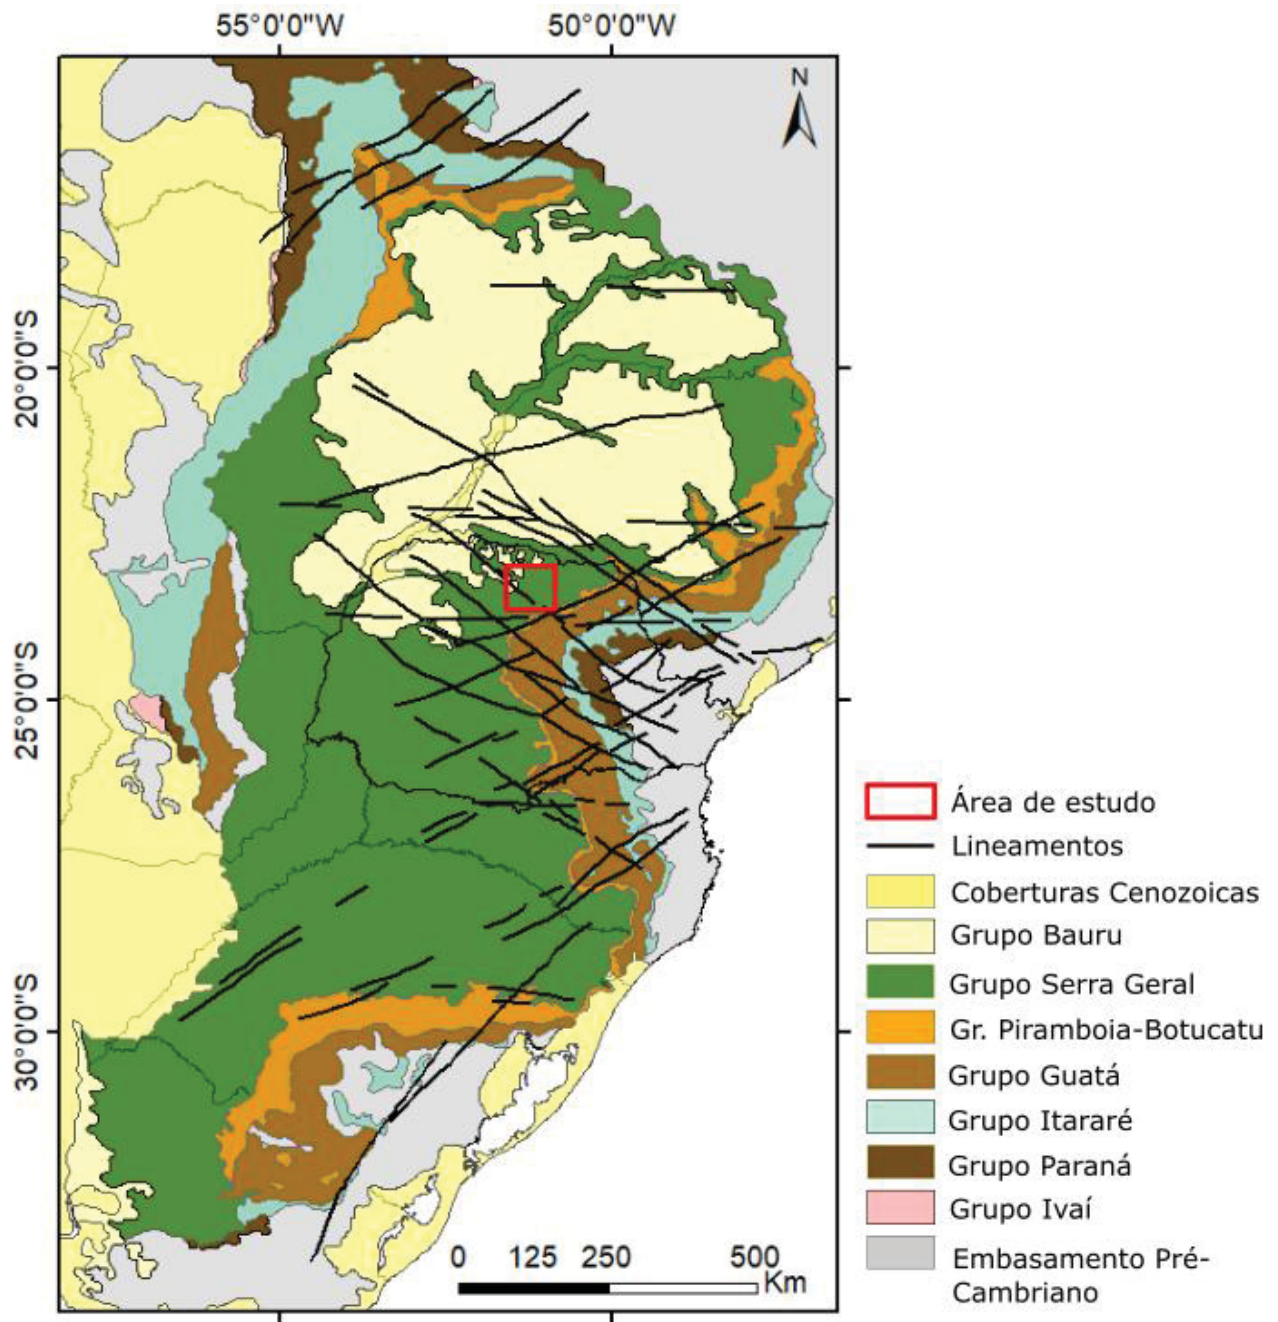 55°0'0"W 50°0'0"W
N
20°0'0"S
25°0'0"S
30°0'0"S
0 125 250 500
Km
Área de estudo
Lineamentos
Coberturas Cenozoicas
Grupo Bauru
Grupo Serra Geral
Gr. Piramboia-Botucatu
Grupo Guatá
Grupo Itararé
Grupo Paraná
Grupo Ivaí
Embasamento Pré-
Cambriano